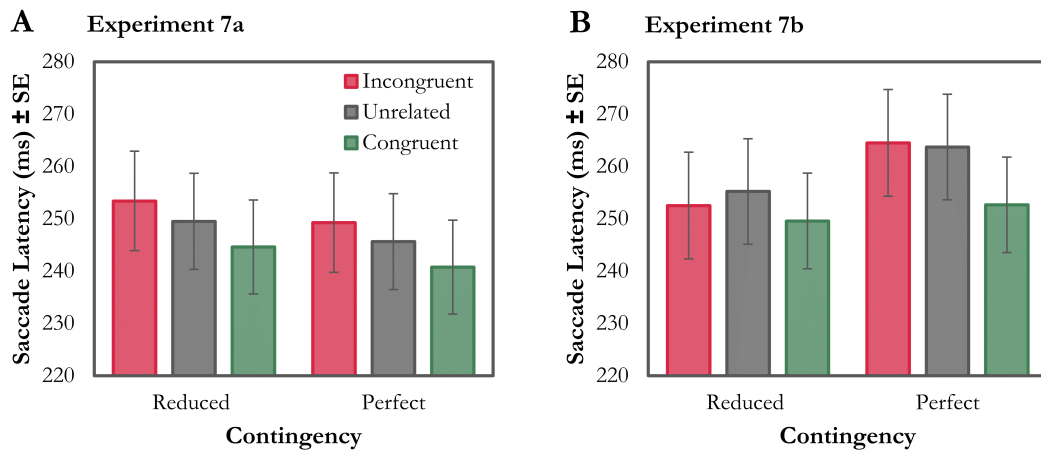 A Experiment 7a
Saccade Latency (ms) ± SE
280
270
260
250
240
230
220
Incongruent
Unrelated
Congruent
Reduced Perfect
Contingency
B Experiment 7b
Saccade Latency (ms) ± SE
280
270
260
250
240
230
220
Reduced Perfect
Contingency